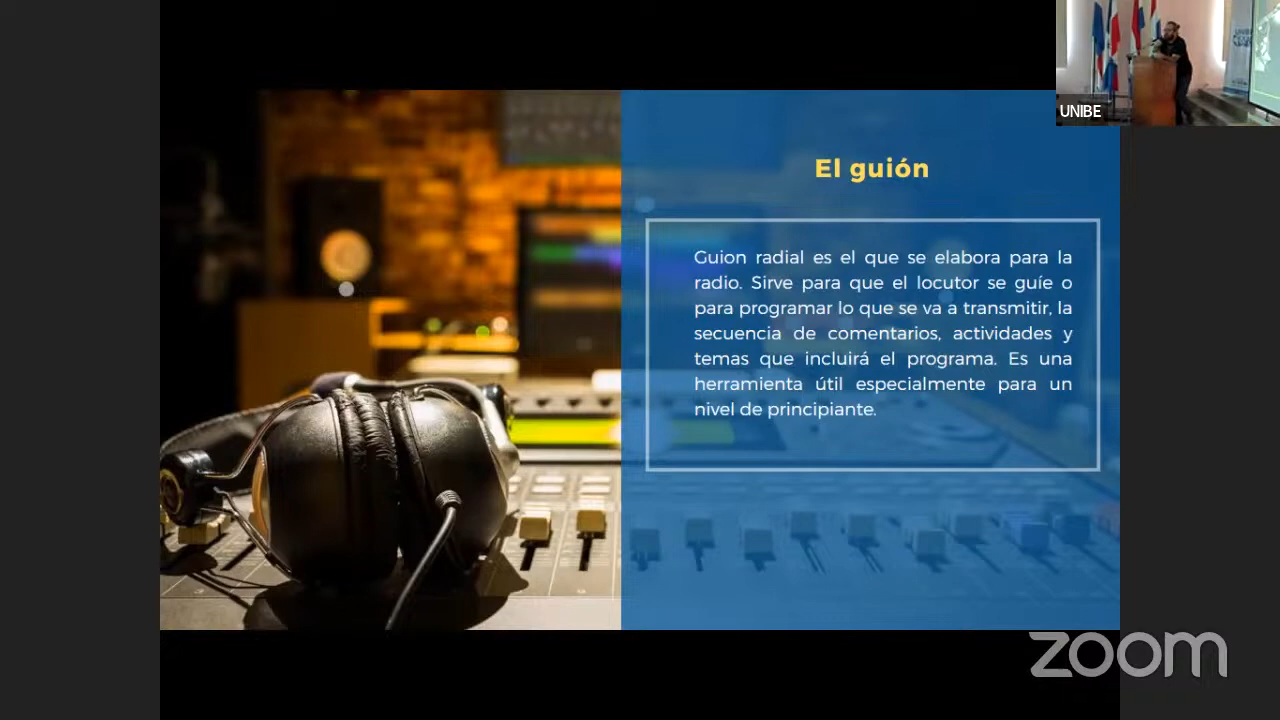 El guión
Guion radial es el que se elabora para la
radio. Sirve para que el locutor se guíe o
para programar lo que se va a transmitir, la
secuencia de comentarios, actividades y
temas que incluirá el programa. Es una
herramienta útil especialmente para un
nivel de principiante.
UNIBE
zoom